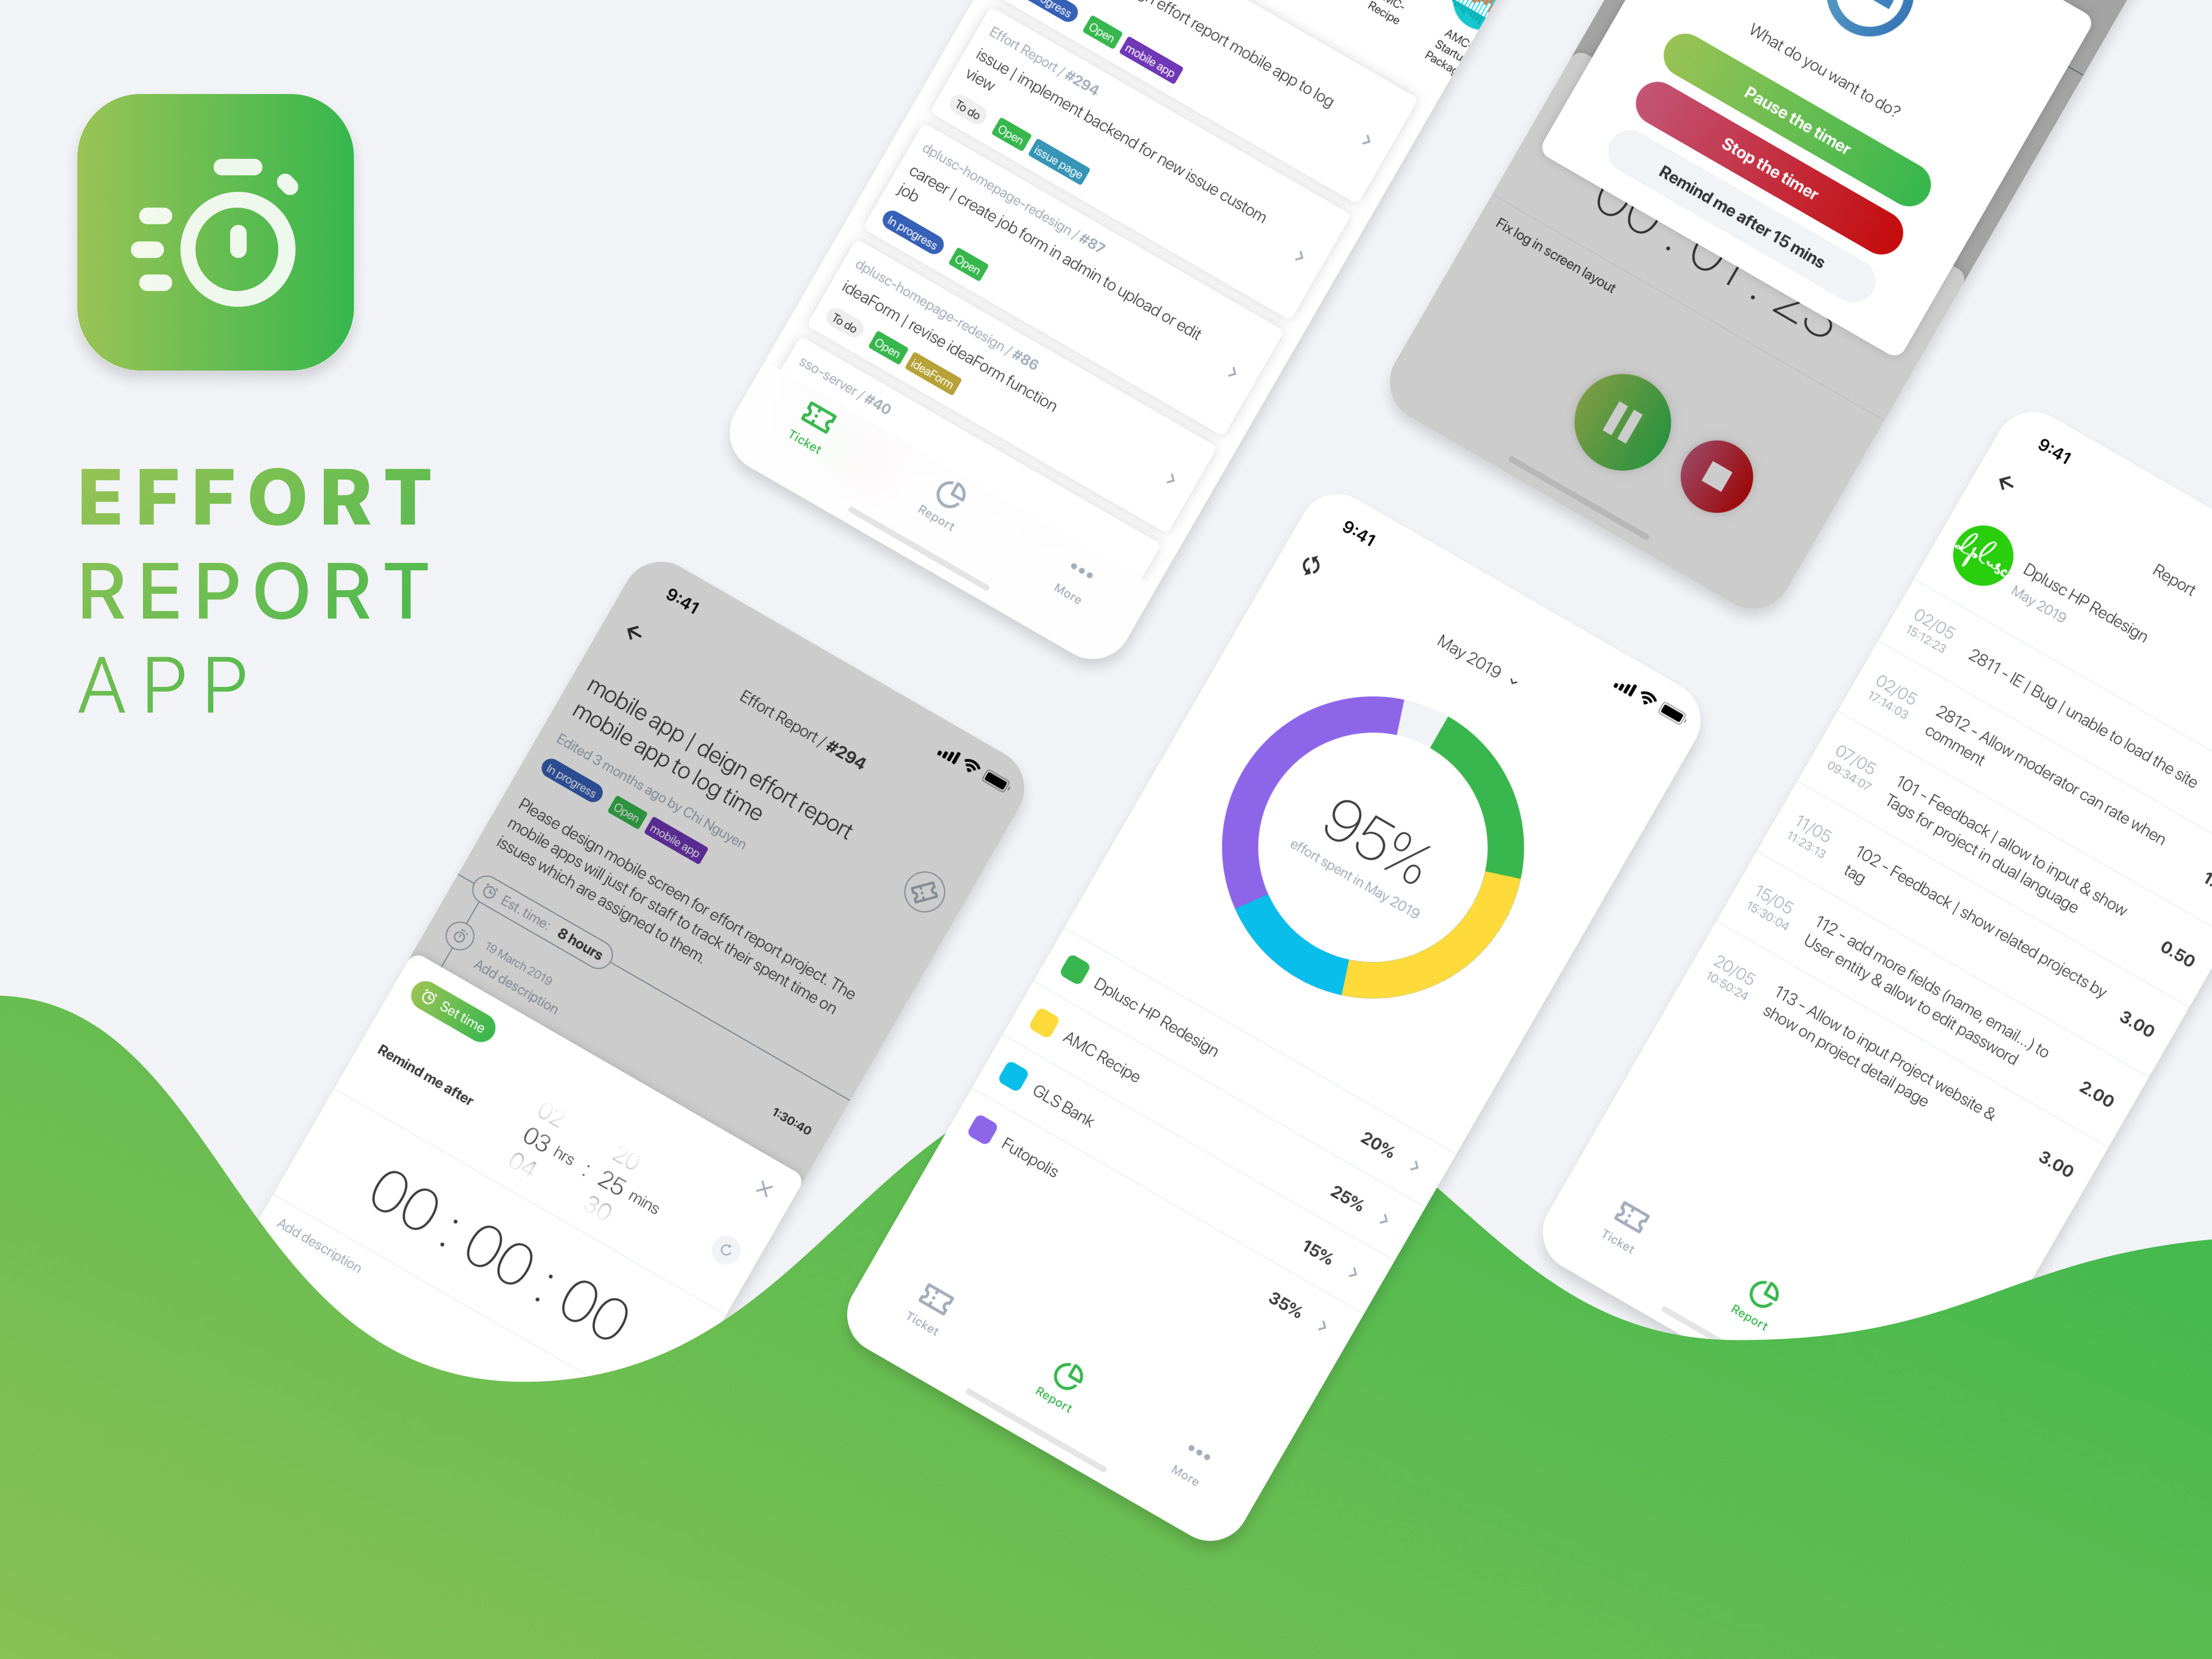 EFFORT
REPORT
APP
effort report mobile app to log
Open
mobile app
Effort Report / #294
issue | implement backend for new issue custom
view
To do
Open
issue page
dplusc-homepage-redesign / #87
career | create job form in admin to upload or edit
job
In progress
Open
dplusc-homepage-redesign / #86
ideaForm | revise ideaForm function
To do
Open
ideaForm
sso-server / #40
Ticket
Report
More
Recipe
AMC-
What do you want to do?
Pause the timer
Stop the timer
Remind me after 15 mins
Fix log in screen layout
9:41
Effort Report / #294
mobile app | deign effort report
mobile app to log time
Edited 3 months ago by Chi Nguyen
In progress
Open
mobile app
Please design mobile screen for effort report project. The
mobile apps will just for staff to track their spent time on
issues which are assigned to them.
Est. time: 8 hours
19 March 2019
Add description
1:30:40
Set time
Remind me after
02
20
03 hrs : 25 mins
04
30
00 : 00 : 00
Add description
9:41
May 2019
95%
effort spent in May 2019
Dplusc HP Redesign
20%
AMC Recipe
25%
GLS Bank
15%
Futopolis
35%
Ticket
Report
More
9:41
Report
dplusc
Dplusc HP Redesign
May 2019
02/05
15:12:23
2811 - IE | Bug | unable to load the site
02/05
17:14:03
2812 - Allow moderator can rate when
comment
07/05
09:34:07
101 - Feedback | allow to input & show
Tags for project in dual language
0.50
11/05
11:23:13
102 - Feedback | show related projects by
tag
3.00
15/05
15:30:04
112 - add more fields (name, email...) to
User entity & allow to edit password
2.00
20/05
10:50:24
113 - Allow to input Project website &
show on project detail page
3.00
Ticket
Report